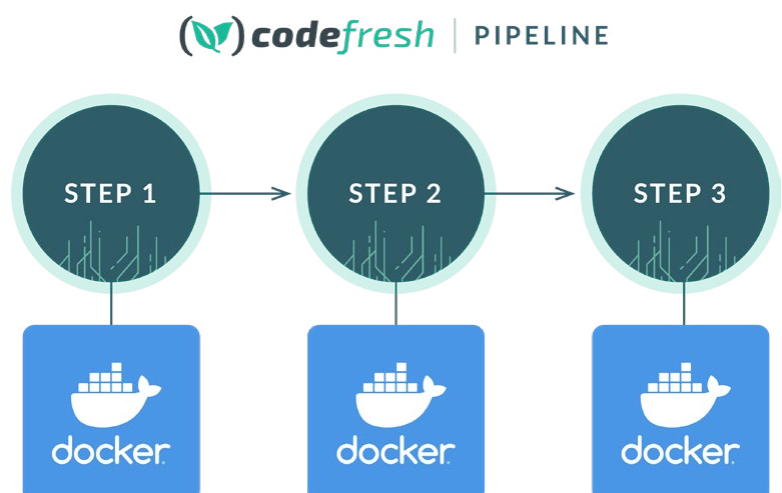 codefresh | PIPELINE
STEP 1
STEP 2
STEP 3
docker
docker
docker